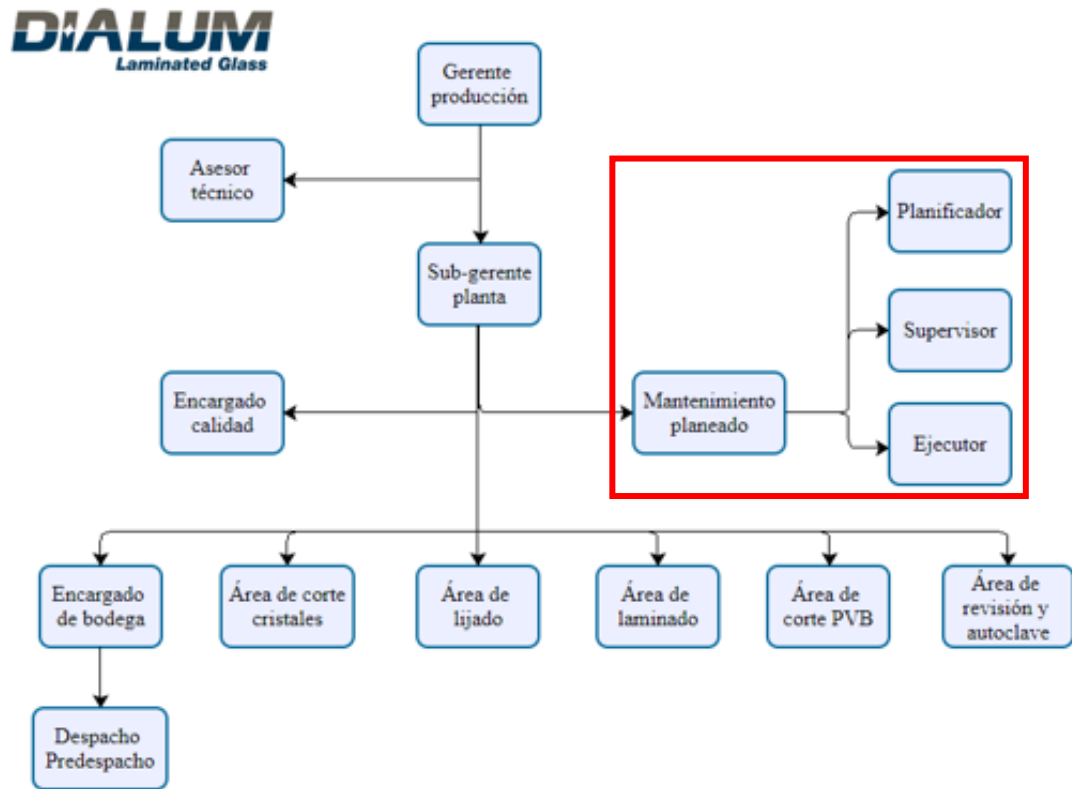 DIALUM
Laminated Glass
Gerente
producción
Asesor
técnico
Planificador
Sub-gerente
planta
Supervisor
Encargado
calidad
Mantenimiento
planeado
Ejecutor
Encargado
de bodega
Área de corte
cristales
Área de
lijado
Área de
laminado
Área de
corte PVB
Área de
revisión y
autoclave
Despacho
Predespacho